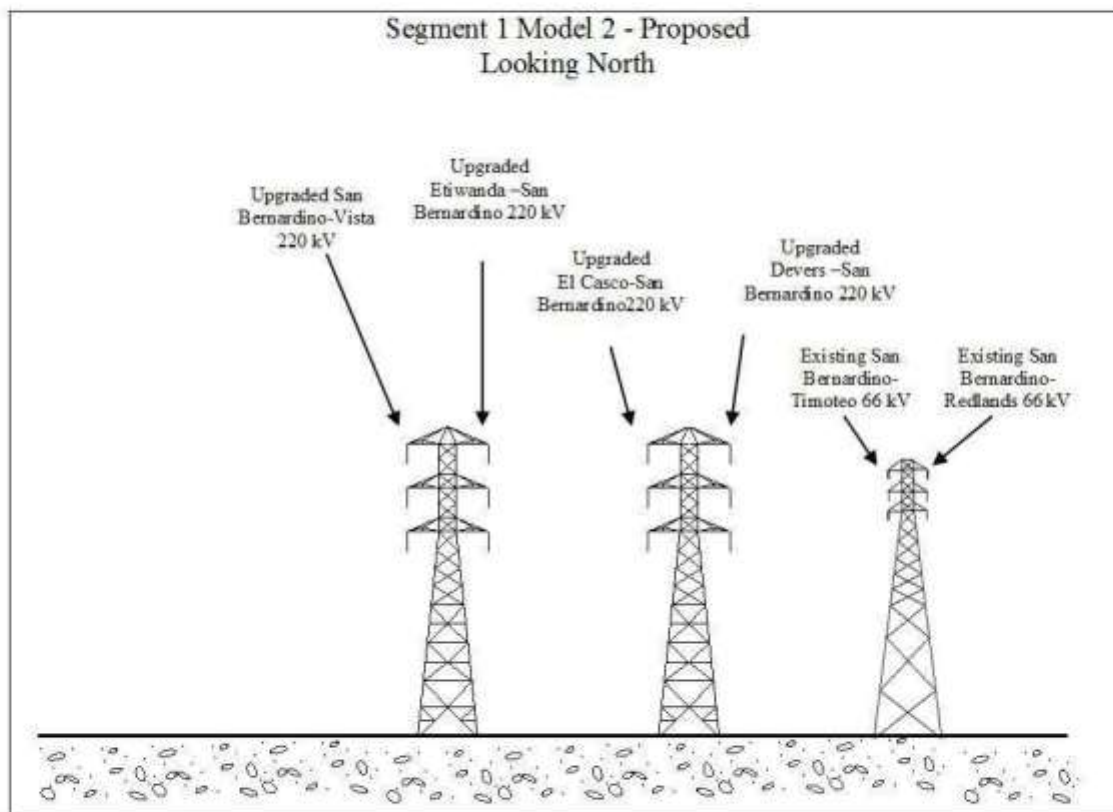 Segment 1 Model 2 - Proposed
Looking North
Upgraded San
Bernardino-Vista
220 kV
Upgraded
Etiwanda –San
Bernardino 220 kV
Upgraded
El Casco-San
Bernardino220 kV
Upgraded
Devers –San
Bernardino 220 kV
Existing San
Bernardino-
Timoteo 66 kV
Existing San
Bernardino-
Redlands 66 kV